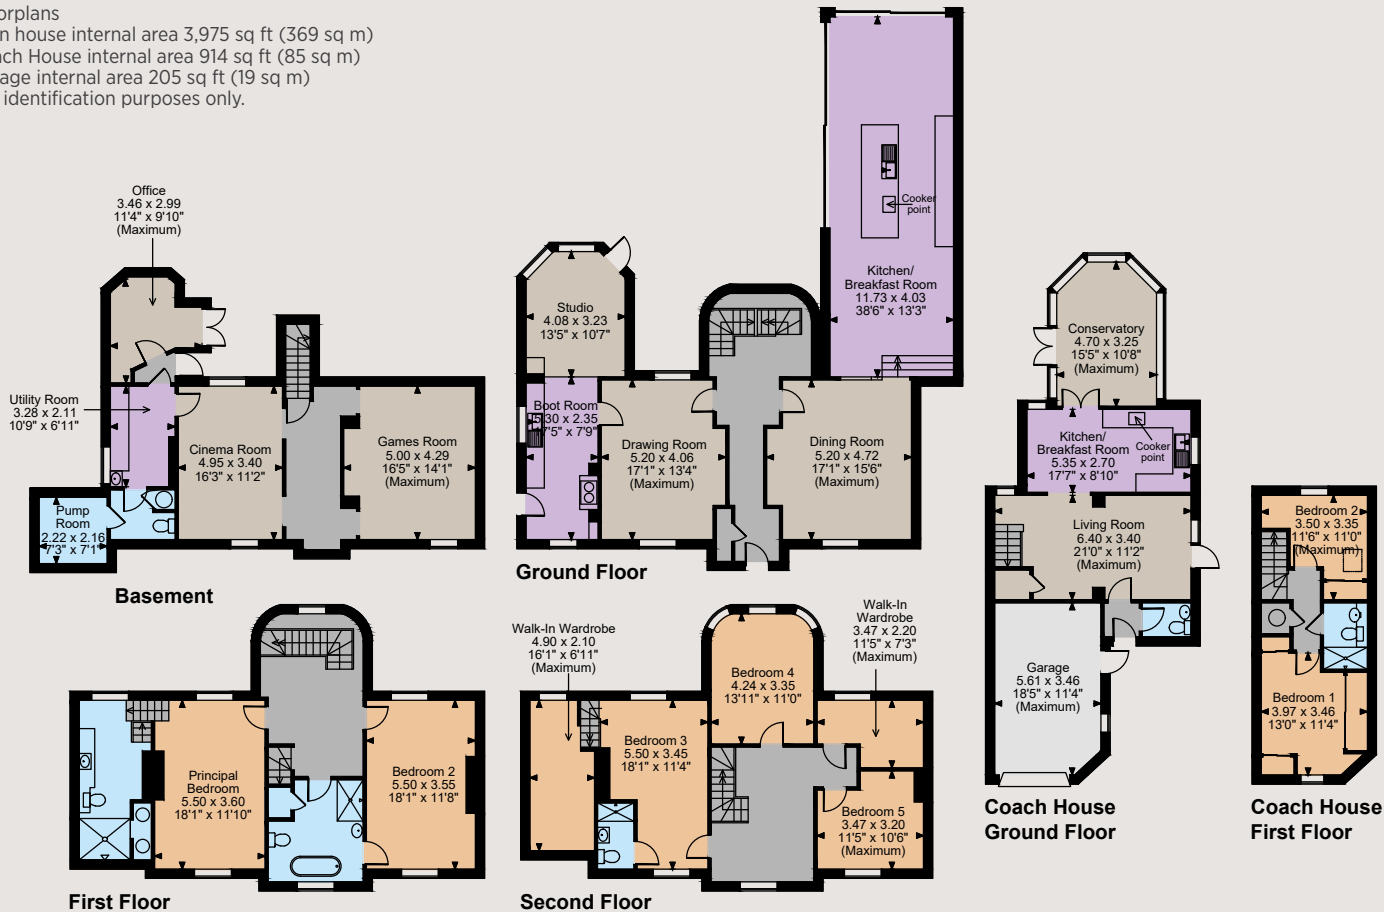 orplans
n house internal area 3,975 sq ft (369 sq m)
ch House internal area 914 sq ft (85 sq m)
age internal area 205 sq ft (19 sq m)
identification purposes only.
Office
3.46 x 2.99
11'4" x 9'10"
(Maximum)
Utility Room
3.28 x 2.11
10'9" x 6'11"
Cinema Room
4.95 x 3.40
16'3" x 11'2"
Games Room
5.00 x 4.29
16'5" x 14'1"
(Maximum)
Pump
Room
2.22 x 2.16
7'3" x 7'1"
Basement
Studio
4.08 x 3.23
13'5" x 10'7"
Boot Room
5.30 x 2.35
17'5" x 7'9"
Drawing Room
5.20 x 4.06
17'1" x 13'4"
(Maximum)
Dining Room
5.20 x 4.72
17'1" x 15'6"
(Maximum)
Cooker
point
Kitchen/
Breakfast Room
11.73 x 4.03
38'6" x 13'3"
Ground Floor
Conservatory
4.70 x 3.25
15'5" x 10'8"
(Maximum)
Kitchen/
Breakfast Room
5.35 x 2.70
17'7" x 8'10"
Cooker
point
Living Room
6.40 x 3.40
21'0" x 11'2"
(Maximum)
Garage
5.61 x 3.46
18'5" x 11'4"
(Maximum)
Coach House
Ground Floor
Bedroom 2
3.50 x 3.35
11'6" x 11'0"
(Maximum)
Bedroom 1
3.97 x 3.46
13'0" x 11'4"
Coach House
First Floor
Principal
Bedroom
5.50 x 3.60
18'1" x 11'10"
Bedroom 2
5.50 x 3.55
18'1" x 11'8"
First Floor
Walk-In Wardrobe
4.90 x 2.10
16'1" x 6'11"
(Maximum)
Bedroom 3
5.50 x 3.45
18'1" x 11'4"
Bedroom 4
4.24 x 3.35
13'11" x 11'0"
Walk-In
Wardrobe
3.47 x 2.20
11'5" x 7'3"
(Maximum)
Bedroom 5
3.47 x 3.20
11'5" x 10'6"
(Maximum)
Second Floor